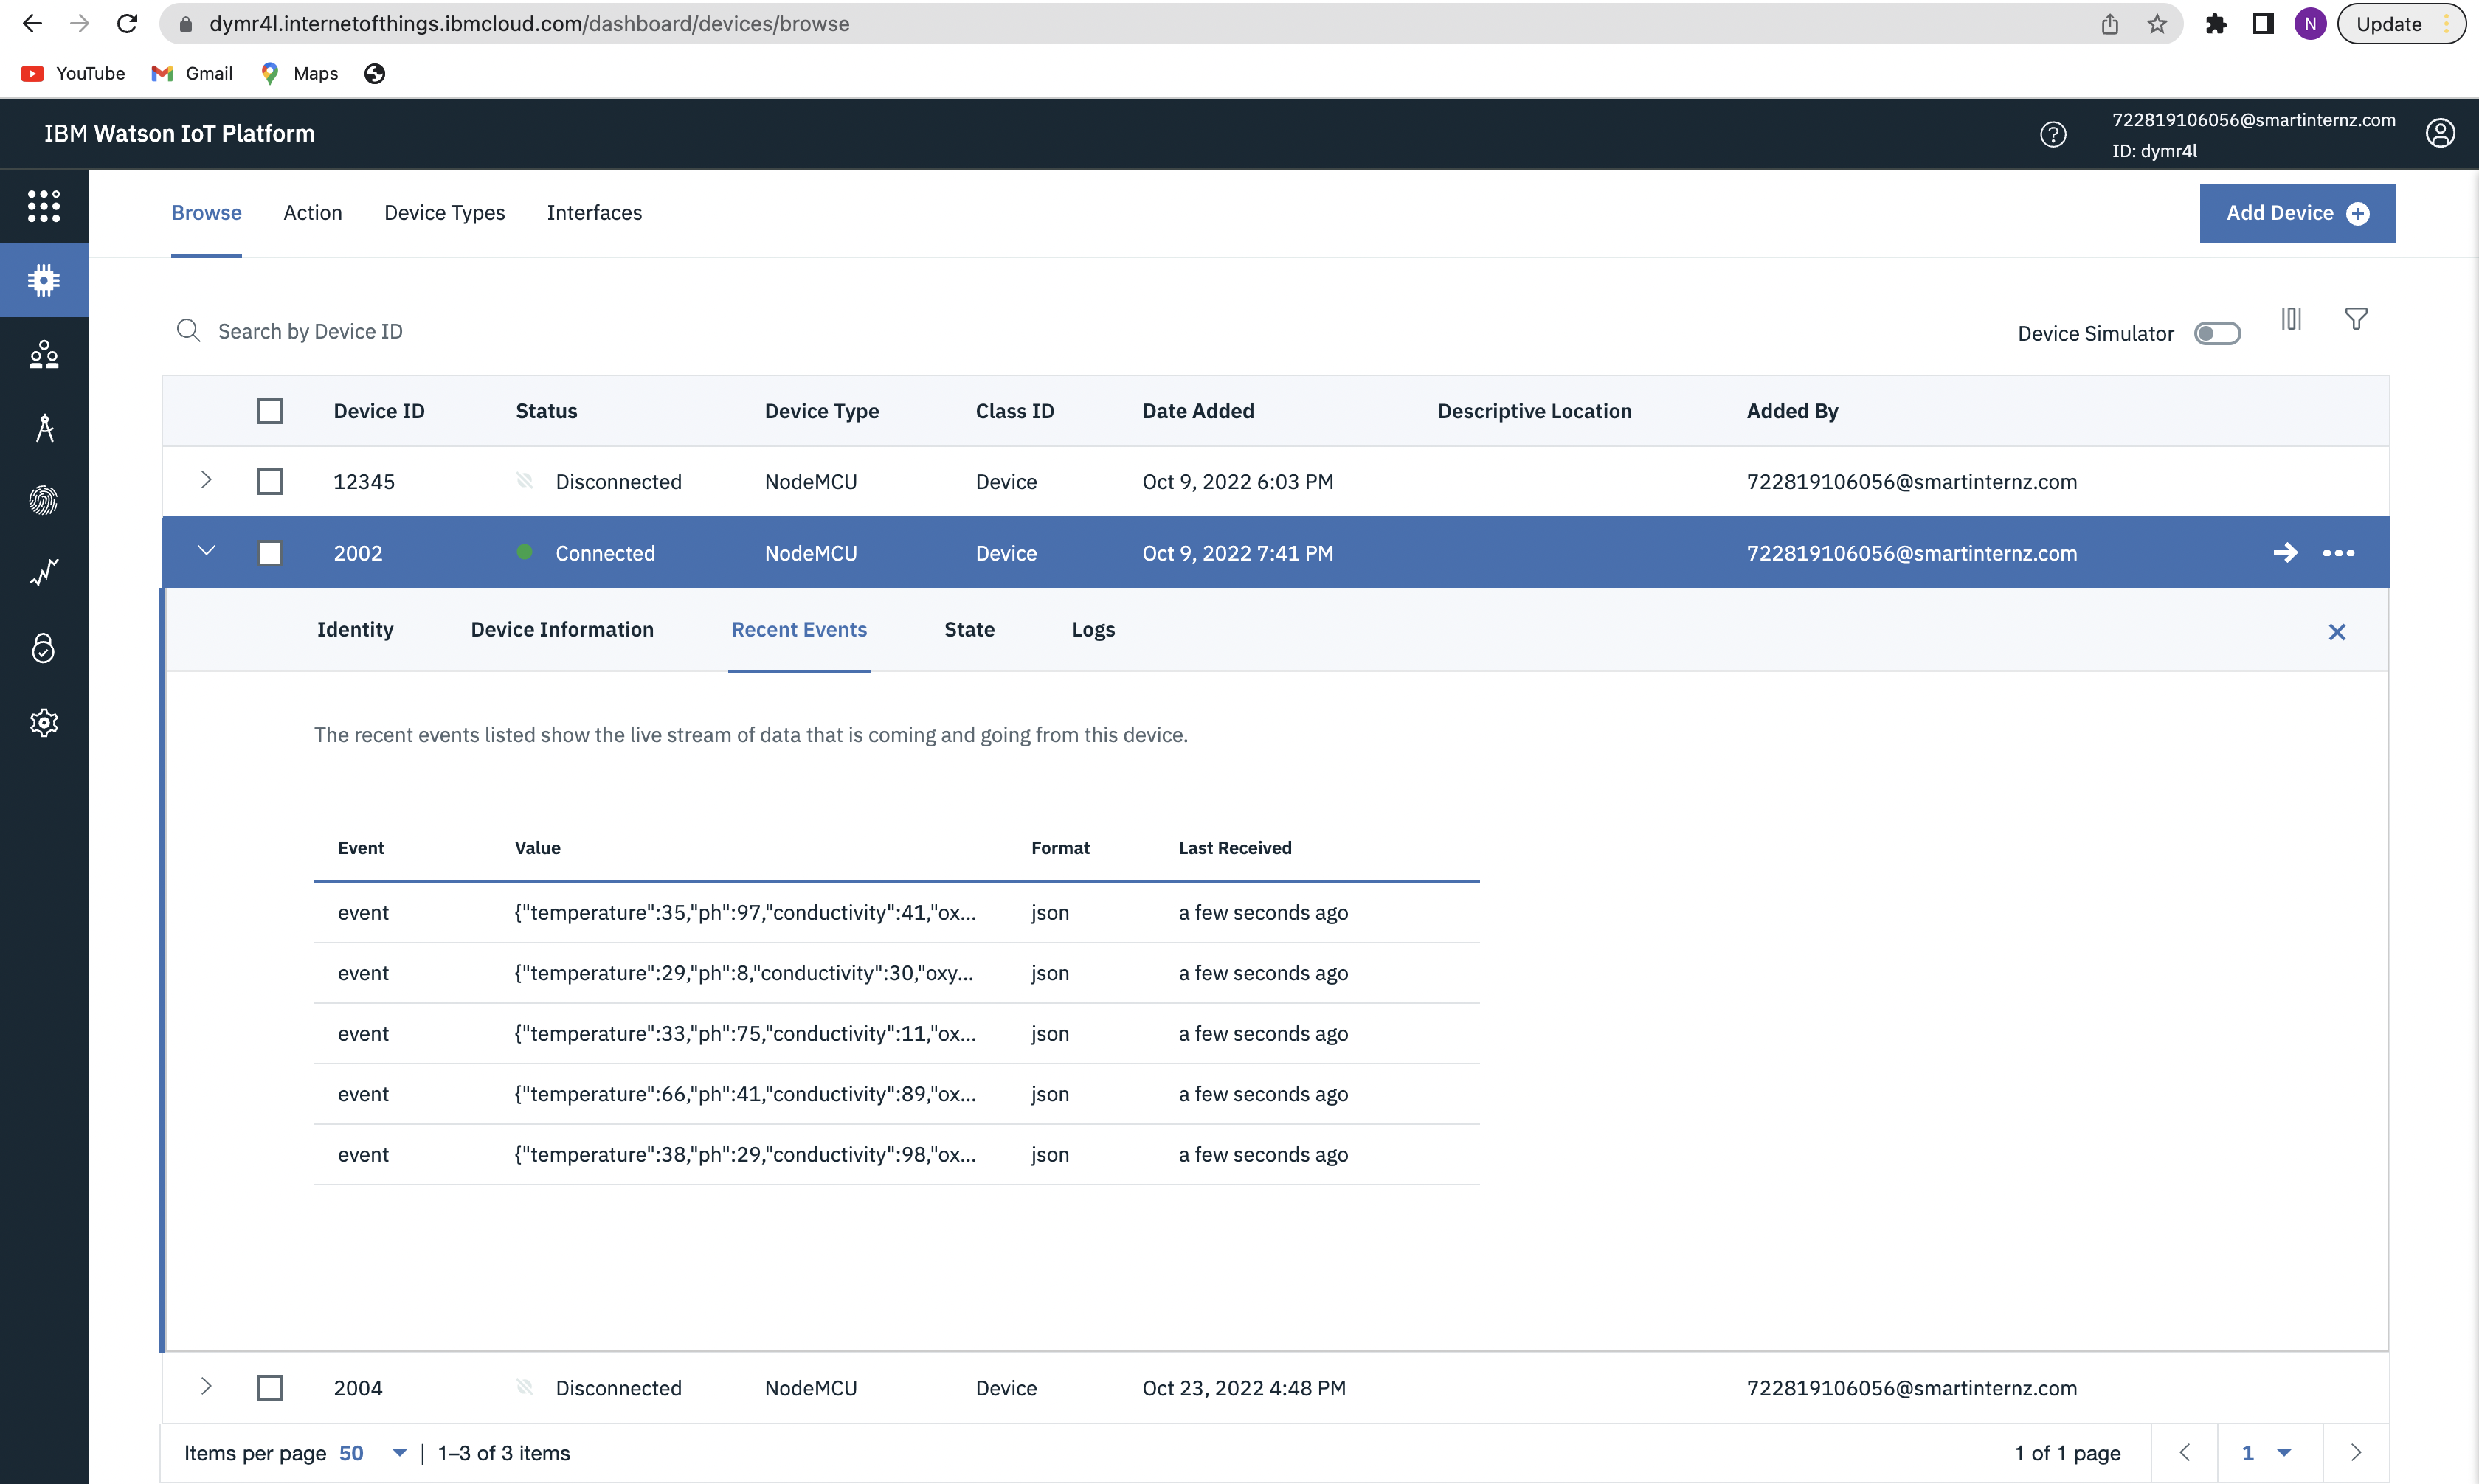 dymr4l.internetofthings.ibmcloud.com/dashboard/devices/browse
N
Update
YouTube Gmail Maps
IBM Watson IoT Platform
722819106056@smartinternz.com
ID: dymr4l
Browse Action Device Types Interfaces
Add Device
Search by Device ID
Device Simulator
Device ID Status Device Type Class ID Date Added Descriptive Location Added By
12345 Disconnected NodeMCU Device Oct 9, 2022 6:03 PM 722819106056@smartinternz.com
2002 Connected NodeMCU Device Oct 9, 2022 7:41 PM 722819106056@smartinternz.com
Identity Device Information Recent Events State Logs
The recent events listed show the live stream of data that is coming and going from this device.
Event Value Format Last Received
event {"temperature":35,"ph":97,"conductivity":41,"ox... json a few seconds ago
event {"temperature":29,"ph":8,"conductivity":30,"oxy... json a few seconds ago
event {"temperature":33,"ph":75,"conductivity":11,"ox... json a few seconds ago
event {"temperature":66,"ph":41,"conductivity":89,"ox... json a few seconds ago
event {"temperature":38,"ph":29,"conductivity":98,"ox... json a few seconds ago
2004 Disconnected NodeMCU Device Oct 23, 2022 4:48 PM 722819106056@smartinternz.com
Items per page 50 | 1–3 of 3 items 1 of 1 page 1